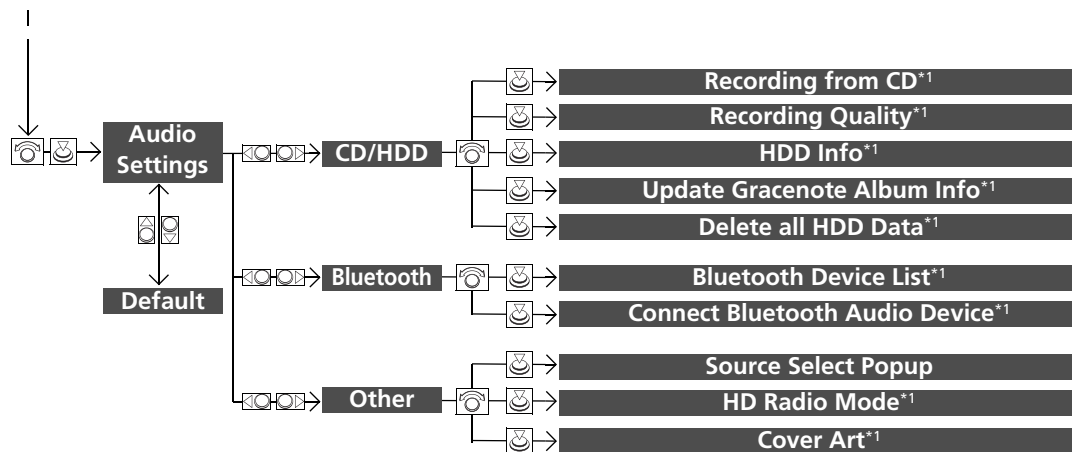 Recording from CD*1
Recording Quality*1
Audio
Settings
CD/HDD
HDD Info*1
Update Gracenote Album Info*1
Delete all HDD Data*1
Default
Bluetooth
Bluetooth Device List*1
Connect Bluetooth Audio Device*1
Source Select Popup
Other
HD Radio Mode*1
Cover Art*1